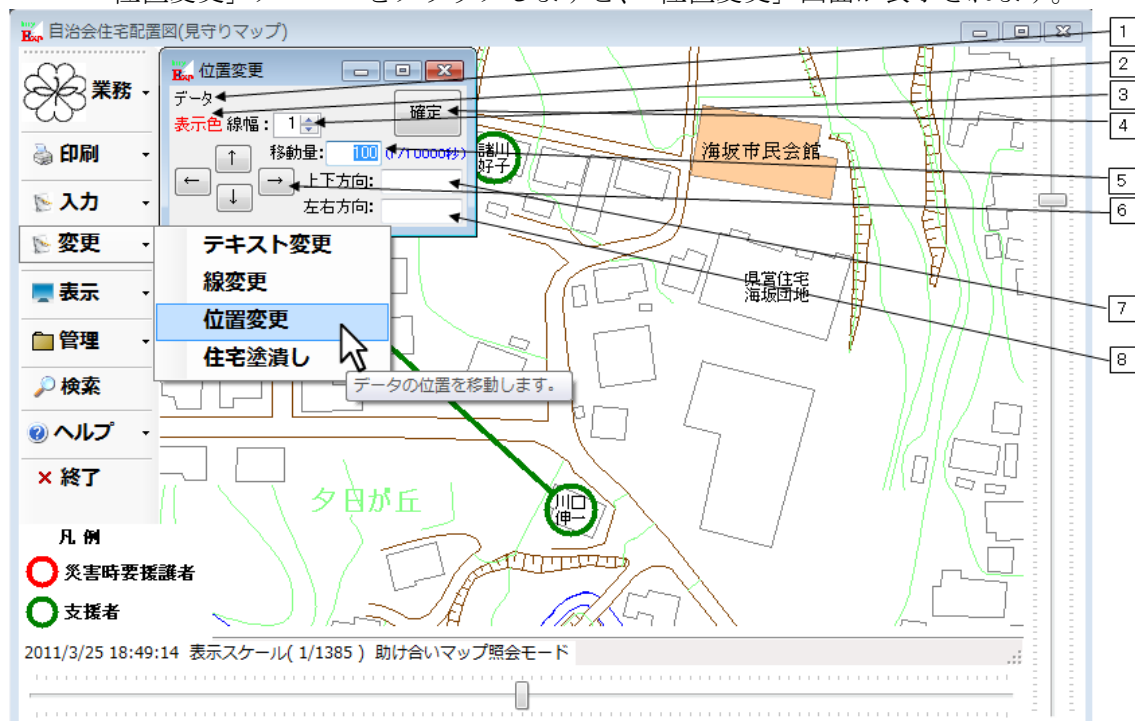 位置変更」メニューをクリックしますと、「位置変更」画面が表示されます。
自治会住宅配置図(見守りマップ)
業務
印刷
入力
変更
表示
管理
検索
ヘルプ
終了
位置変更
データ
表示色 線幅: 1
確定
移動量: 100 (1/10000秒)
↑
← →
↓
上下方向:
左右方向:
テキスト変更
線変更
位置変更
住宅塗潰し
データの位置を移動します。
諸川
好子
海坂市民会館
県営住宅
海坂団地
夕日が丘
川口
伸一
凡例
災害時要援護者
支援者
2011/3/25 18:49:14 表示スケール( 1/1385 ) 助け合いマップ照会モード
1
2
3
4
5
6
7
8